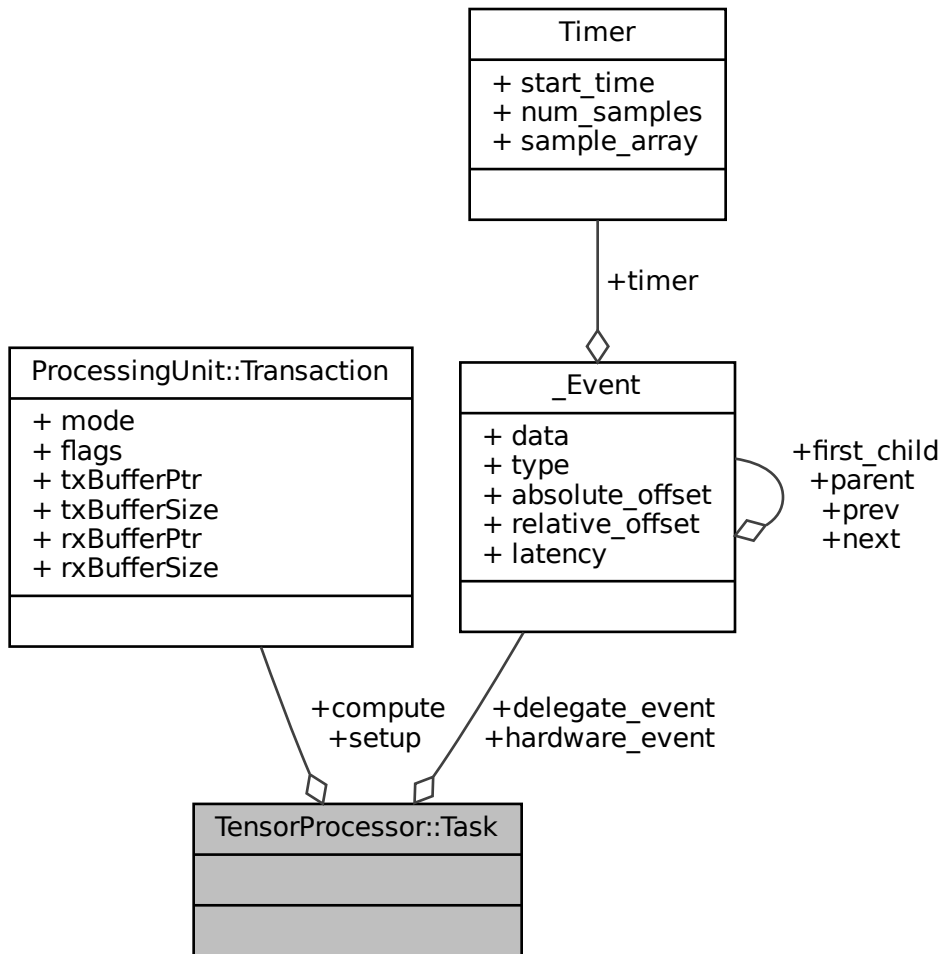 Timer
+ start_time
+ num_samples
+ sample_array
+timer
ProcessingUnit::Transaction
+ mode
+ flags
+ txBufferPtr
+ txBufferSize
+ rxBufferPtr
+ rxBufferSize
_Event
+ data
+ type
+ absolute_offset
+ relative_offset
+ latency
+first_child
+parent
+prev
+next
+compute
+setup
+delegate_event
+hardware_event
TensorProcessor::Task